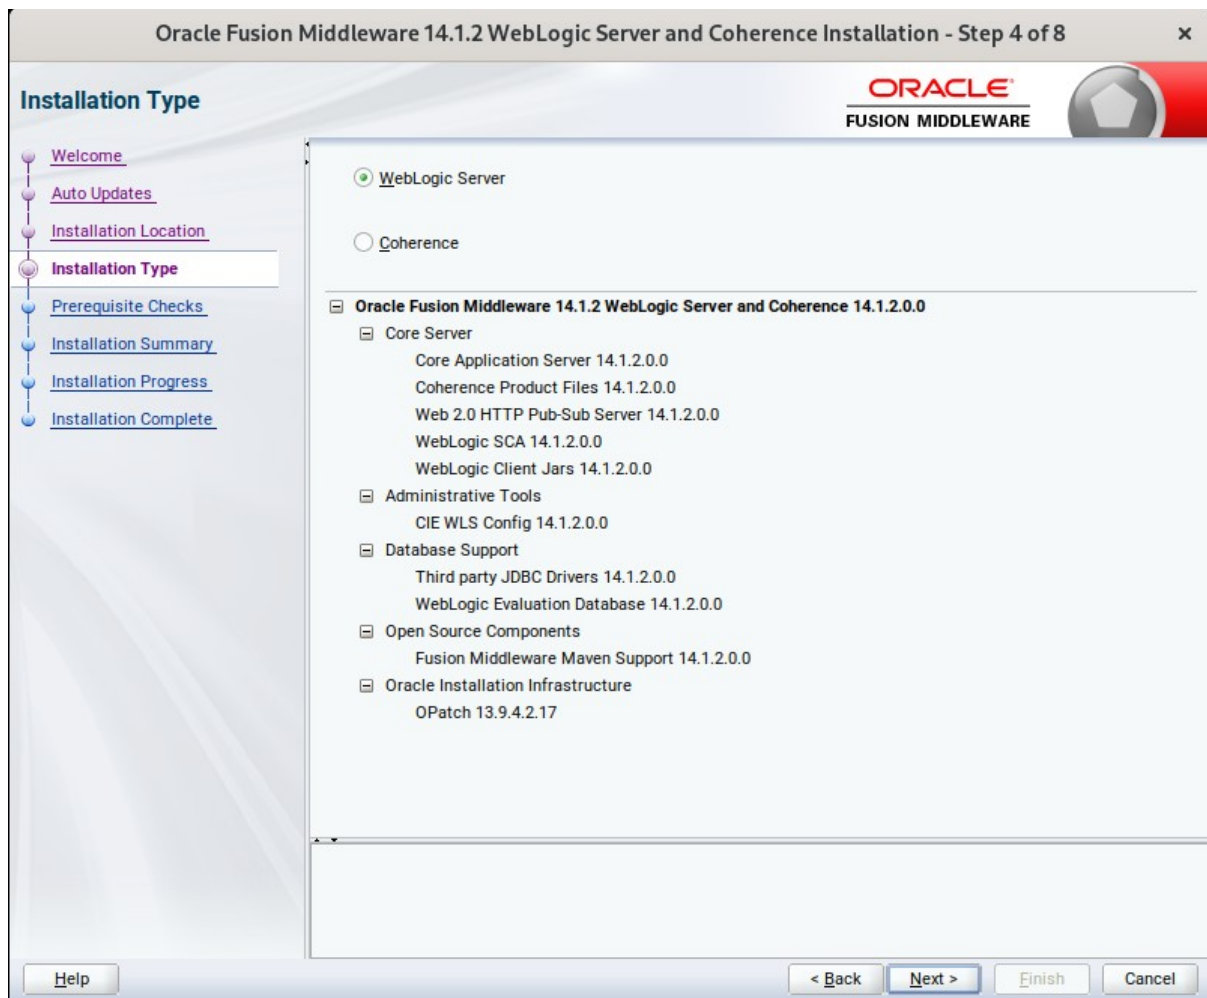 Oracle Fusion Middleware 14.1.2 WebLogic Server and Coherence Installation - Step 4 of 8
Installation Type
ORACLE
FUSION MIDDLEWARE
Welcome
Auto Updates
Installation Location
Installation Type
Prerequisite Checks
Installation Summary
Installation Progress
Installation Complete
WebLogic Server
Coherence
Oracle Fusion Middleware 14.1.2 WebLogic Server and Coherence 14.1.2.0.0
Core Server
Core Application Server 14.1.2.0.0
Coherence Product Files 14.1.2.0.0
Web 2.0 HTTP Pub-Sub Server 14.1.2.0.0
WebLogic SCA 14.1.2.0.0
WebLogic Client Jars 14.1.2.0.0
Administrative Tools
CIE WLS Config 14.1.2.0.0
Database Support
Third party JDBC Drivers 14.1.2.0.0
WebLogic Evaluation Database 14.1.2.0.0
Open Source Components
Fusion Middleware Maven Support 14.1.2.0.0
Oracle Installation Infrastructure
OPatch 13.9.4.2.17
Help
< Back
Next >
Finish
Cancel